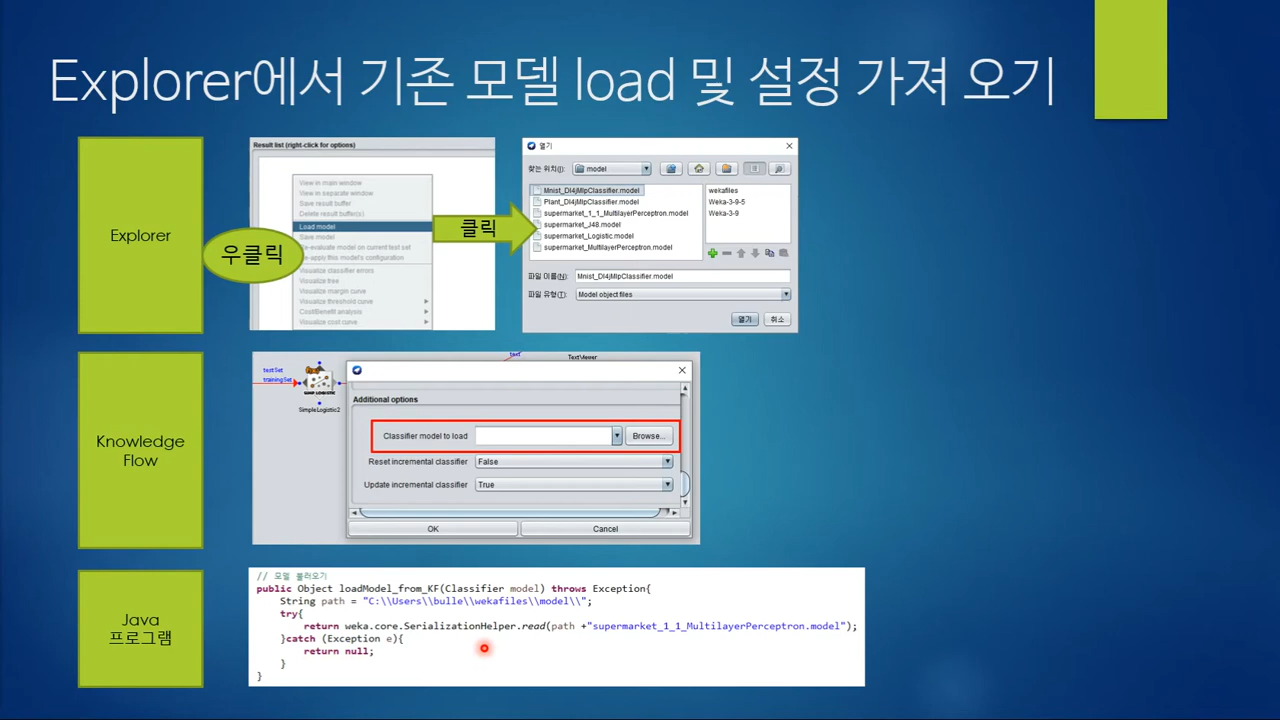 Explorer에서 기존 모델 load 및 설정 가져 오기
Explorer
Result list (right-click for options)
View in main window
View in separate window
Save result buffer
Delete result buffer(s)
Load model
Save model
Re-evaluate model on current test set
Re-apply this model's configuration
Visualize classifier errors
Visualize tree
Visualize margin curve
Visualize threshold curve
Cost/Benefit analysis
Visualize cost curve
우클릭
클릭
열기
찾는 위치(I):
model
Mnist_Dl4jMlpClassifier.model
Plant_Dl4jMlpClassifier.model
supermarket_1_1_MultilayerPerceptron.model
supermarket_J48.model
supermarket_Logistic.model
supermarket_MultilayerPerceptron.model
wekafiles
Weka-3-9-5
Weka-3-9
파일 이름(N):
Mnist_Dl4jMlpClassifier.model
파일 유형(T):
Model object files
열기
취소
Knowledge
Flow
testSet
trainingSet
SimpleLogistic2
text
TextViewer
Additional options
Classifier model to load
Browse...
Reset incremental classifier
False
Update incremental classifier
True
OK
Cancel
Java
프로그램
// 모델 불러오기
public Object loadModel_from_KF(Classifier model) throws Exception{
String path = "C:\\Users\\bulle\\wekafiles\\model\\";
try{
return weka.core.SerializationHelper.read(path +"supermarket_1_1_MultilayerPerceptron.model");
}catch (Exception e){
return null;
}
}